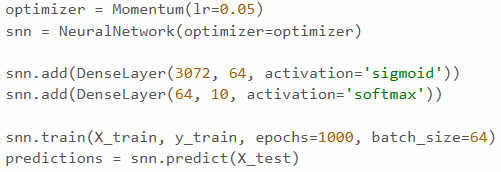 optimizer = Momentum(lr=0.05)
snn = NeuralNetwork(optimizer=optimizer)
snn.add(DenseLayer(3072, 64, activation='sigmoid'))
snn.add(DenseLayer(64, 10, activation='softmax'))
snn.train(X_train, y_train, epochs=1000, batch_size=64)
predictions = snn.predict(X_test)